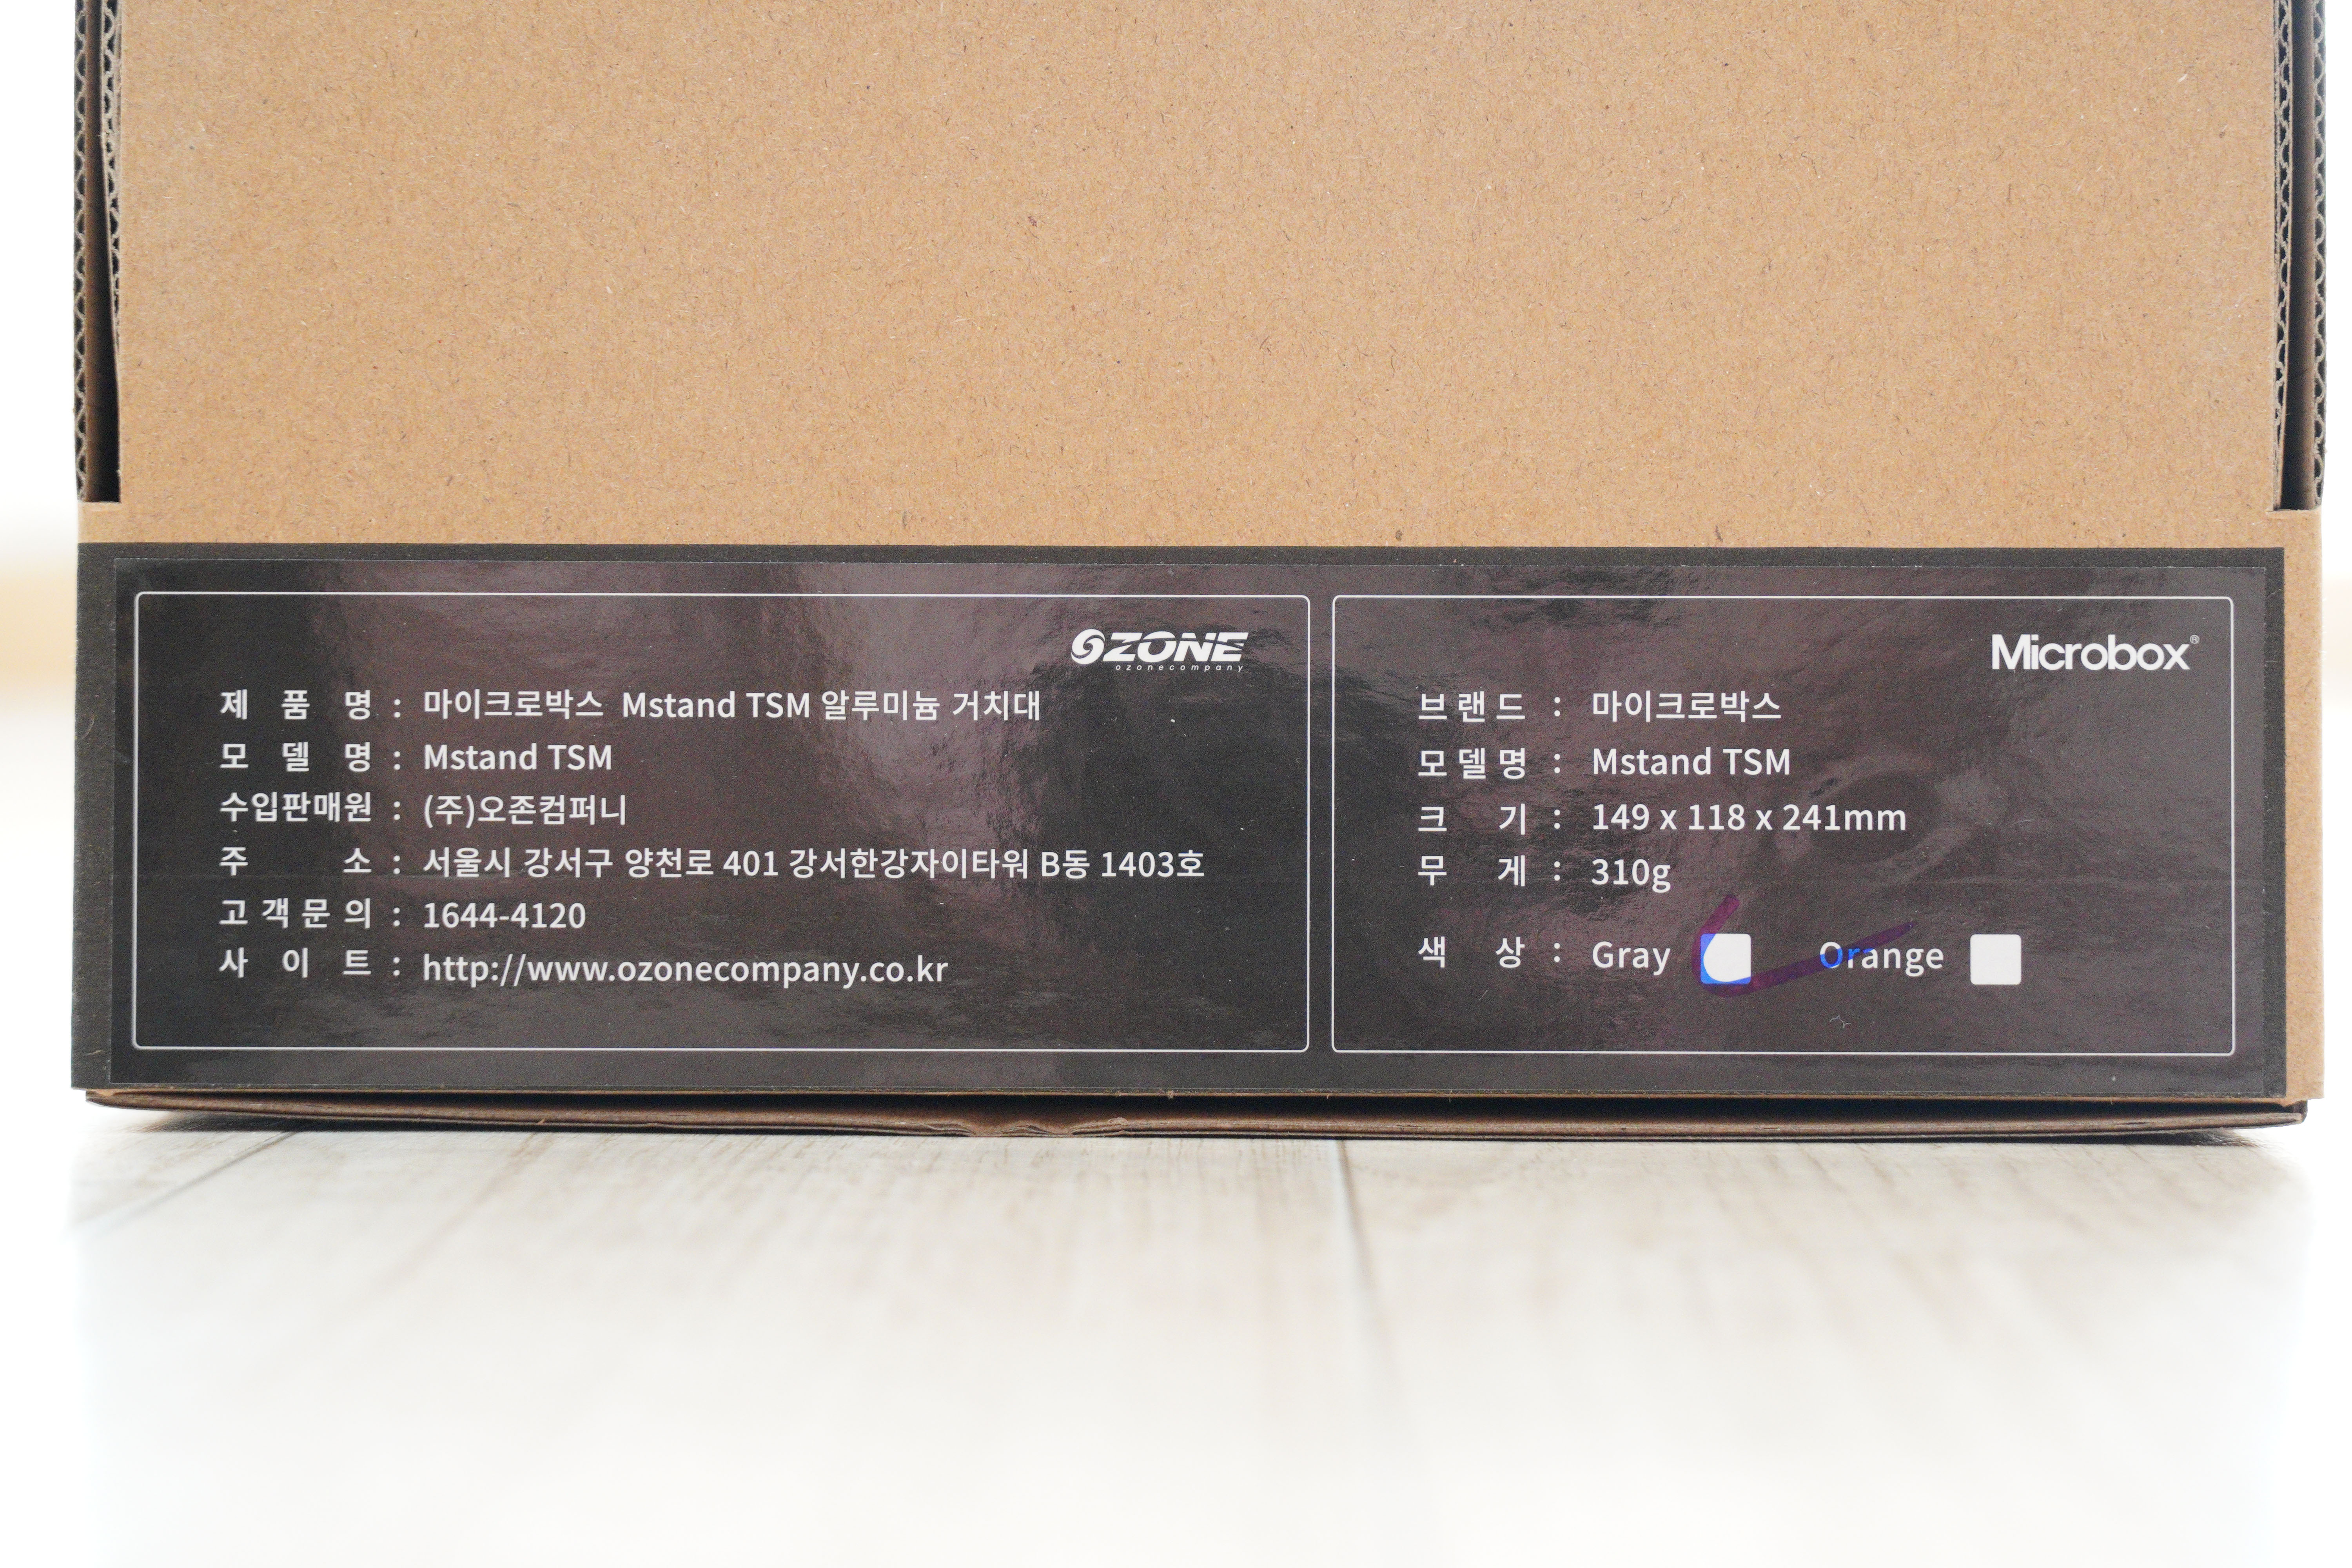 OZONE
ozonecompany
제 품 명 : 마이크로박스 Mstand TSM 알루미늄 거치대
모 델 명 : Mstand TSM
수입판매원 : (주)오존컴퍼니
주 소 : 서울시 강서구 양천로 401 강서한강자이타워 B동 1403호
고객문의 : 1644-4120
사 이 트 : http://www.ozonecompany.co.kr
Microbox®
브랜드 : 마이크로박스
모델명 : Mstand TSM
크 기 : 149 x 118 x 241mm
무 게 : 310g
색 상 : Gray Orange